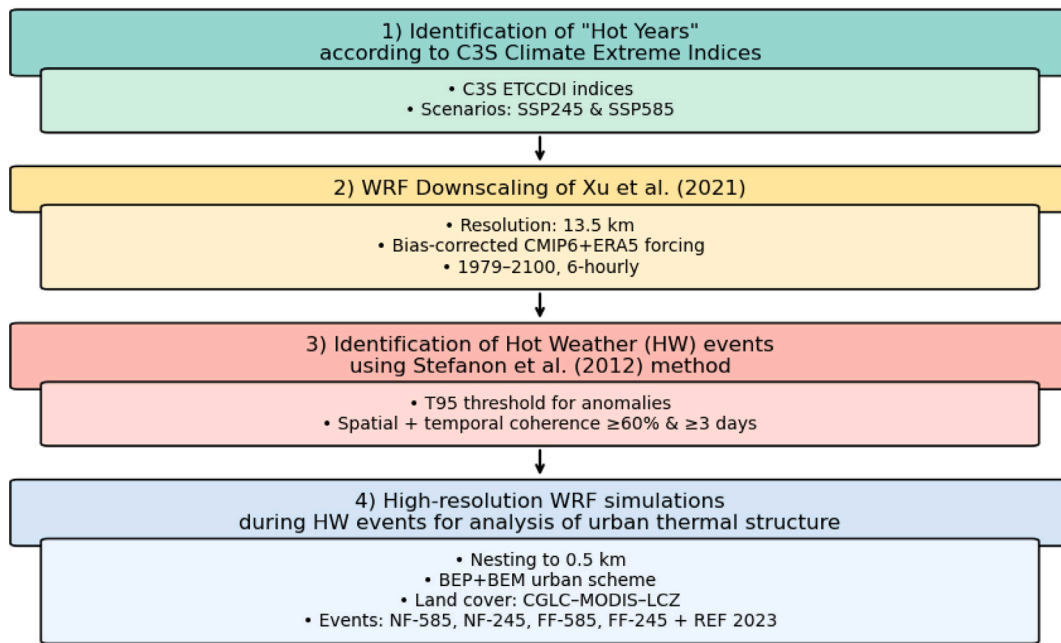 1) Identification of "Hot Years"
according to C3S Climate Extreme Indices
• C3S ETCCDI indices
• Scenarios: SSP245 & SSP585
2) WRF Downscaling of Xu et al. (2021)
• Resolution: 13.5 km
• Bias-corrected CMIP6+ERA5 forcing
• 1979–2100, 6-hourly
3) Identification of Hot Weather (HW) events
using Stefanon et al. (2012) method
• T95 threshold for anomalies
• Spatial + temporal coherence ≥60% & ≥3 days
4) High-resolution WRF simulations
during HW events for analysis of urban thermal structure
• Nesting to 0.5 km
• BEP+BEM urban scheme
• Land cover: CGLC–MODIS–LCZ
• Events: NF-585, NF-245, FF-585, FF-245 + REF 2023